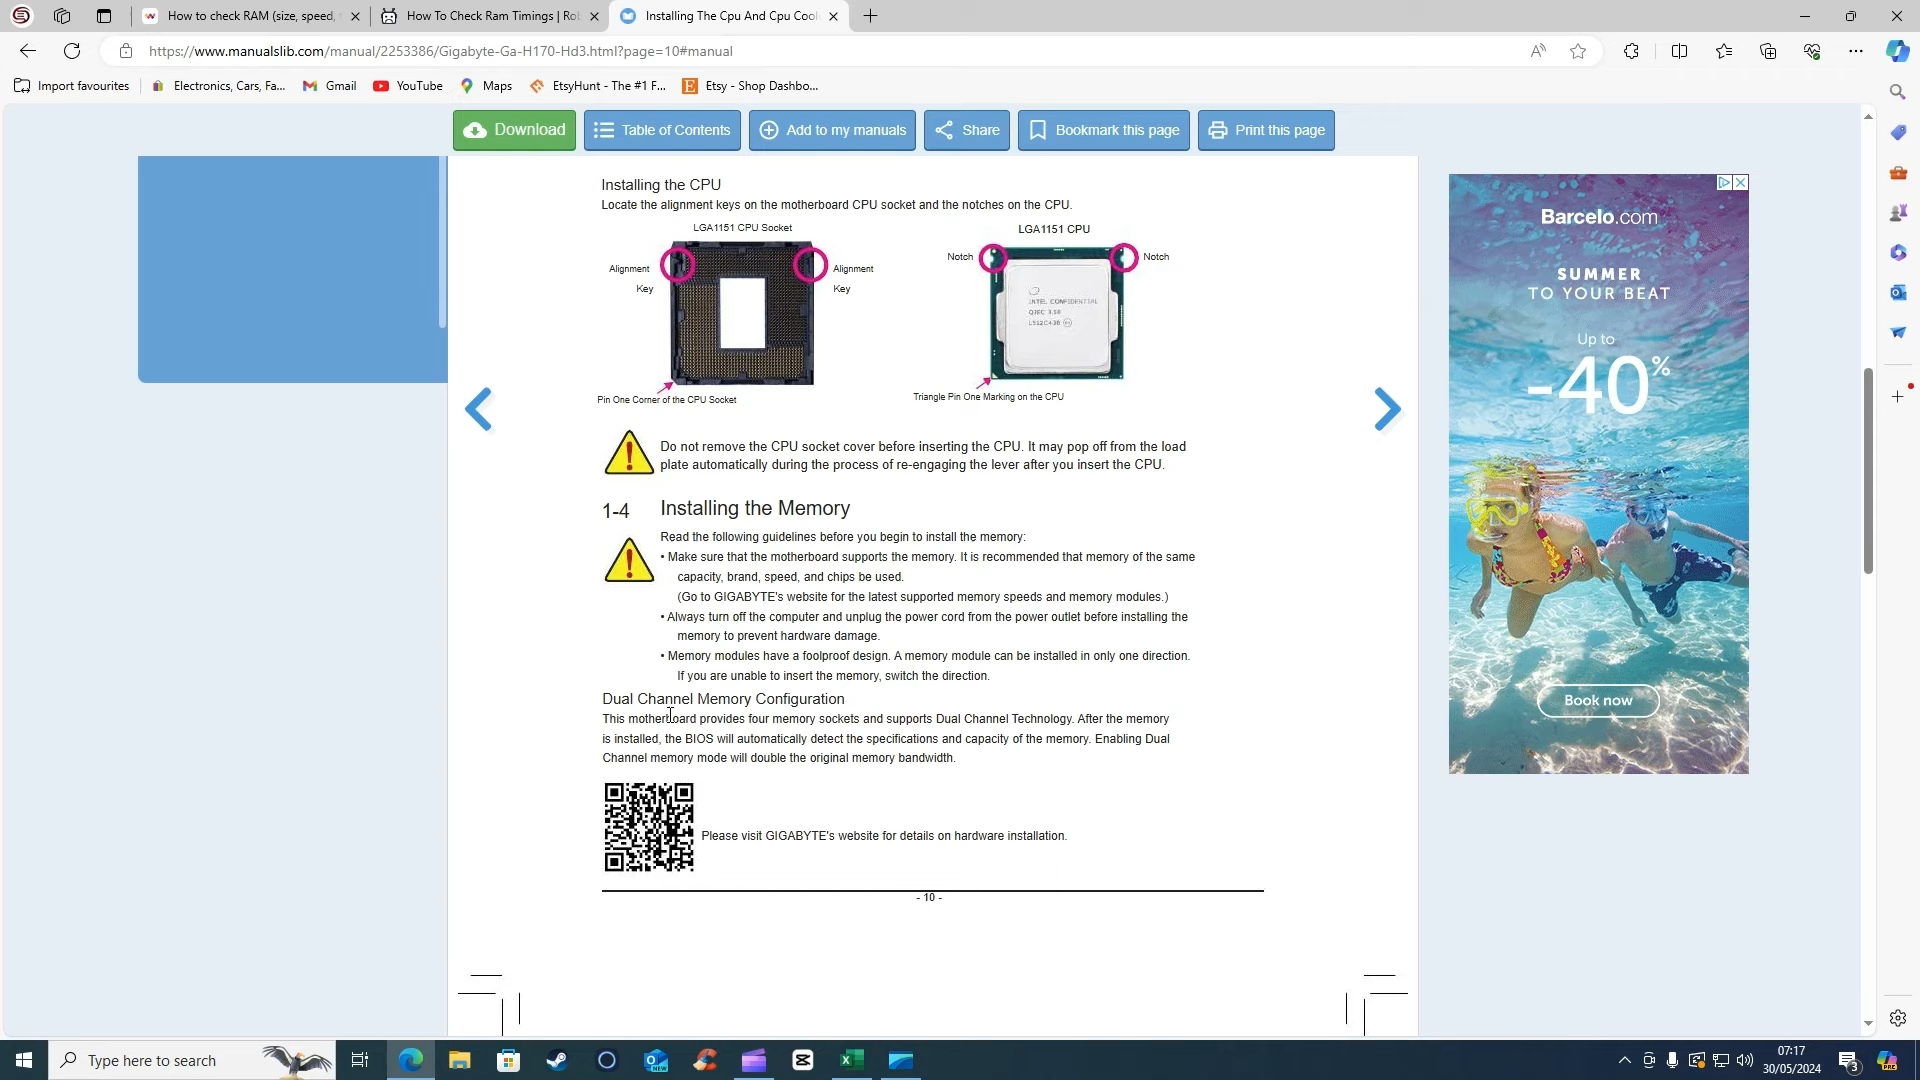 How to check RAM (size, speed,
How To Check Ram Timings | Ro
Installing The Cpu And Cpu Cool
https://www.manualslib.com/manual/2253386/Gigabyte-Ga-H170-Hd3.html?page=10#manual
Import favourites
Electronics, Cars, Fa...
Gmail
YouTube
Maps
EtsyHunt - The #1 F...
Etsy - Shop Dashbo...
Download
Table of Contents
Add to my manuals
Share
Bookmark this page
Print this page
Installing the CPU
Locate the alignment keys on the motherboard CPU socket and the notches on the CPU.
LGA1151 CPU Socket
LGA1151 CPU
Alignment
Key
Alignment
Key
Notch
Notch
INTEL CONFIDENTIAL
Pin One Corner of the CPU Socket
Triangle Pin One Marking on the CPU
Do not remove the CPU socket cover before inserting the CPU. It may pop off from the load
plate automatically during the process of re-engaging the lever after you insert the CPU.
1-4 Installing the Memory
Read the following guidelines before you begin to install the memory:
• Make sure that the motherboard supports the memory. It is recommended that memory of the same
capacity, brand, speed, and chips be used.
(Go to GIGABYTE's website for the latest supported memory speeds and memory modules.)
• Always turn off the computer and unplug the power cord from the power outlet before installing the
memory to prevent hardware damage.
• Memory modules have a foolproof design. A memory module can be installed in only one direction.
If you are unable to insert the memory, switch the direction.
Dual Channel Memory Configuration
This motherboard provides four memory sockets and supports Dual Channel Technology. After the memory
is installed, the BIOS will automatically detect the specifications and capacity of the memory. Enabling Dual
Channel memory mode will double the original memory bandwidth.
Please visit GIGABYTE's website for details on hardware installation.
- 10 -
Barcelo.com
SUMMER
TO YOUR BEAT
Up to
-40%
Book now
Type here to search
07:17
30/05/2024
3